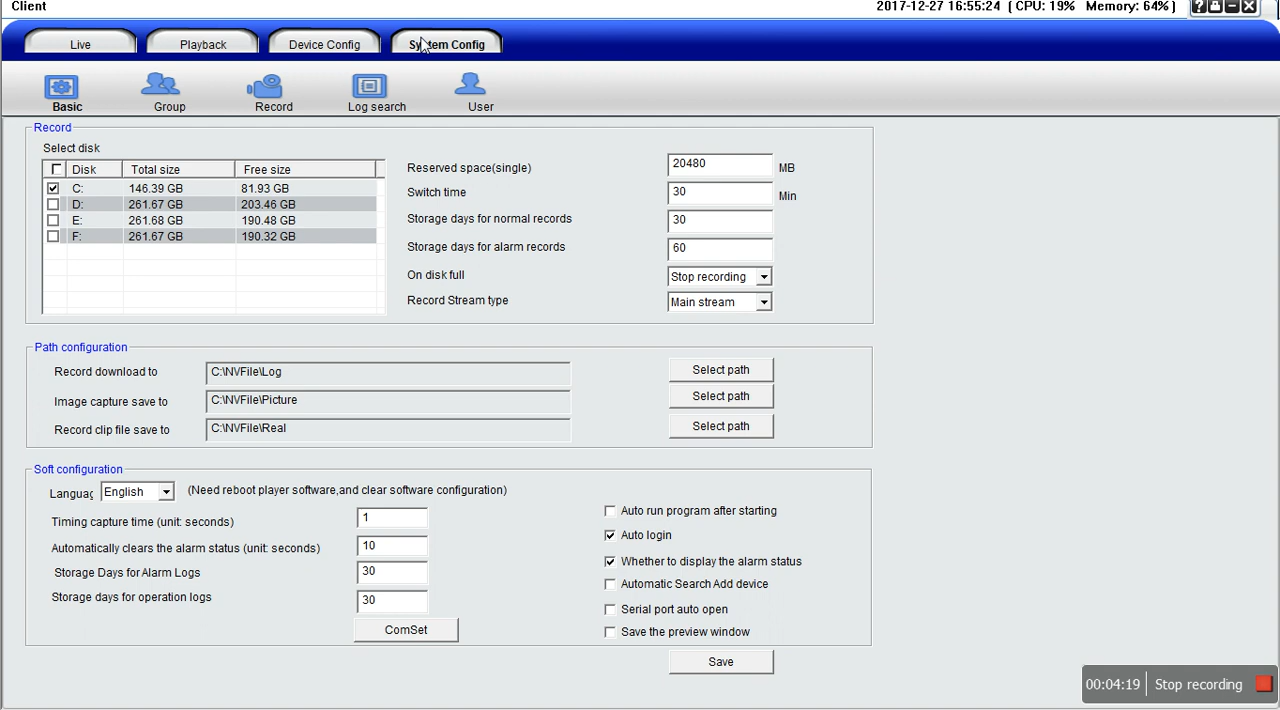 Client 2017-12-27 16:55:24 ( CPU: 19% Memory: 64% )
Live Playback Device Config System Config
Basic Group Record Log search User
Record
Select disk
Disk Total size Free size
C: 146.39 GB 81.93 GB
D: 261.67 GB 203.46 GB
E: 261.68 GB 190.48 GB
F: 261.67 GB 190.32 GB
Reserved space(single) 20480 MB
Switch time 30 Min
Storage days for normal records 30
Storage days for alarm records 60
On disk full Stop recording
Record Stream type Main stream
Path configuration
Record download to C:\NVFile\Log Select path
Image capture save to C:\NVFile\Picture Select path
Record clip file save to C:\NVFile\Real Select path
Soft configuration
Languag English (Need reboot player software,and clear software configuration)
Timing capture time (unit: seconds) 1
Automatically clears the alarm status (unit: seconds) 10
Storage Days for Alarm Logs 30
Storage days for operation logs 30
ComSet
Auto run program after starting
Auto login
Whether to display the alarm status
Automatic Search Add device
Serial port auto open
Save the preview window
Save
00:04:19 Stop recording